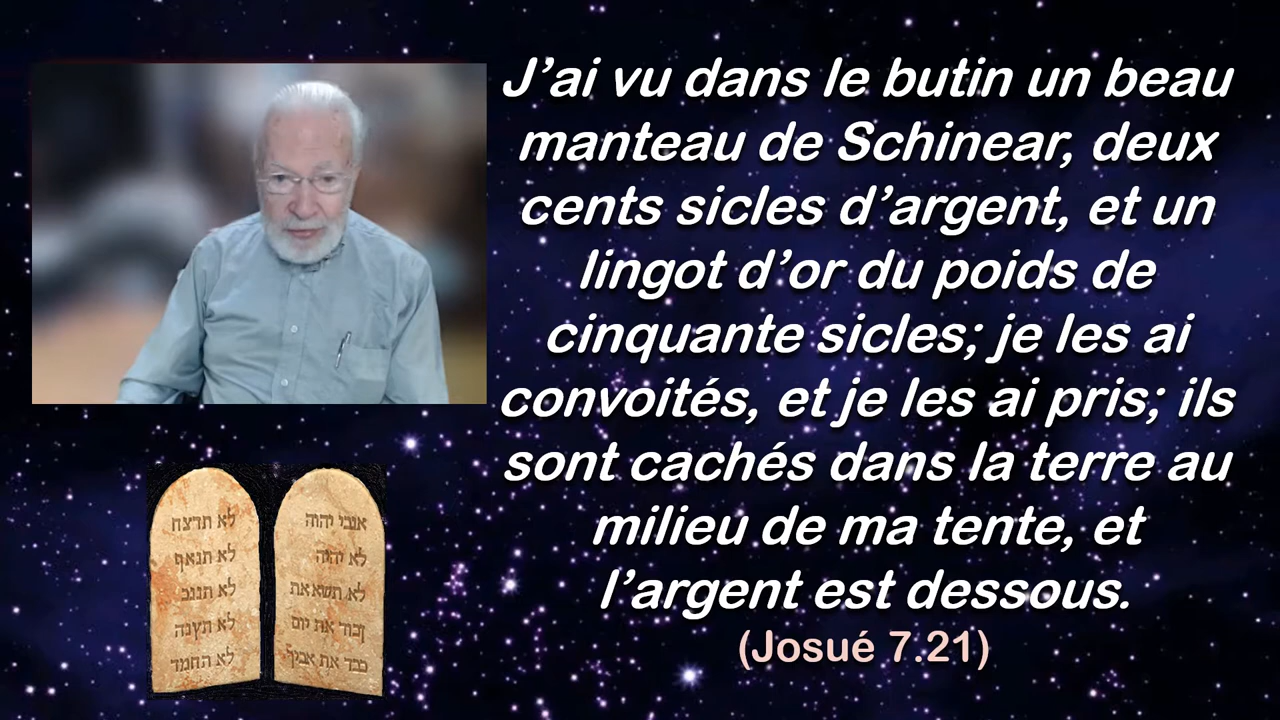 J’ai vu dans le butin un beau
manteau de Schinear, deux
cents sicles d’argent, et un
lingot d’or du poids de
cinquante sicles; je les ai
convoités, et je les ai pris; ils
sont cachés dans la terre au
milieu de ma tente, et
l’argent est dessous.
(Josué 7.21)
אנכי יהוה
לא יהיה
לא תשא את
זכור את יום
כבד את אביך
לא תרצח
לא תנאף
לא תגנב
לא תענה
לא תחמד